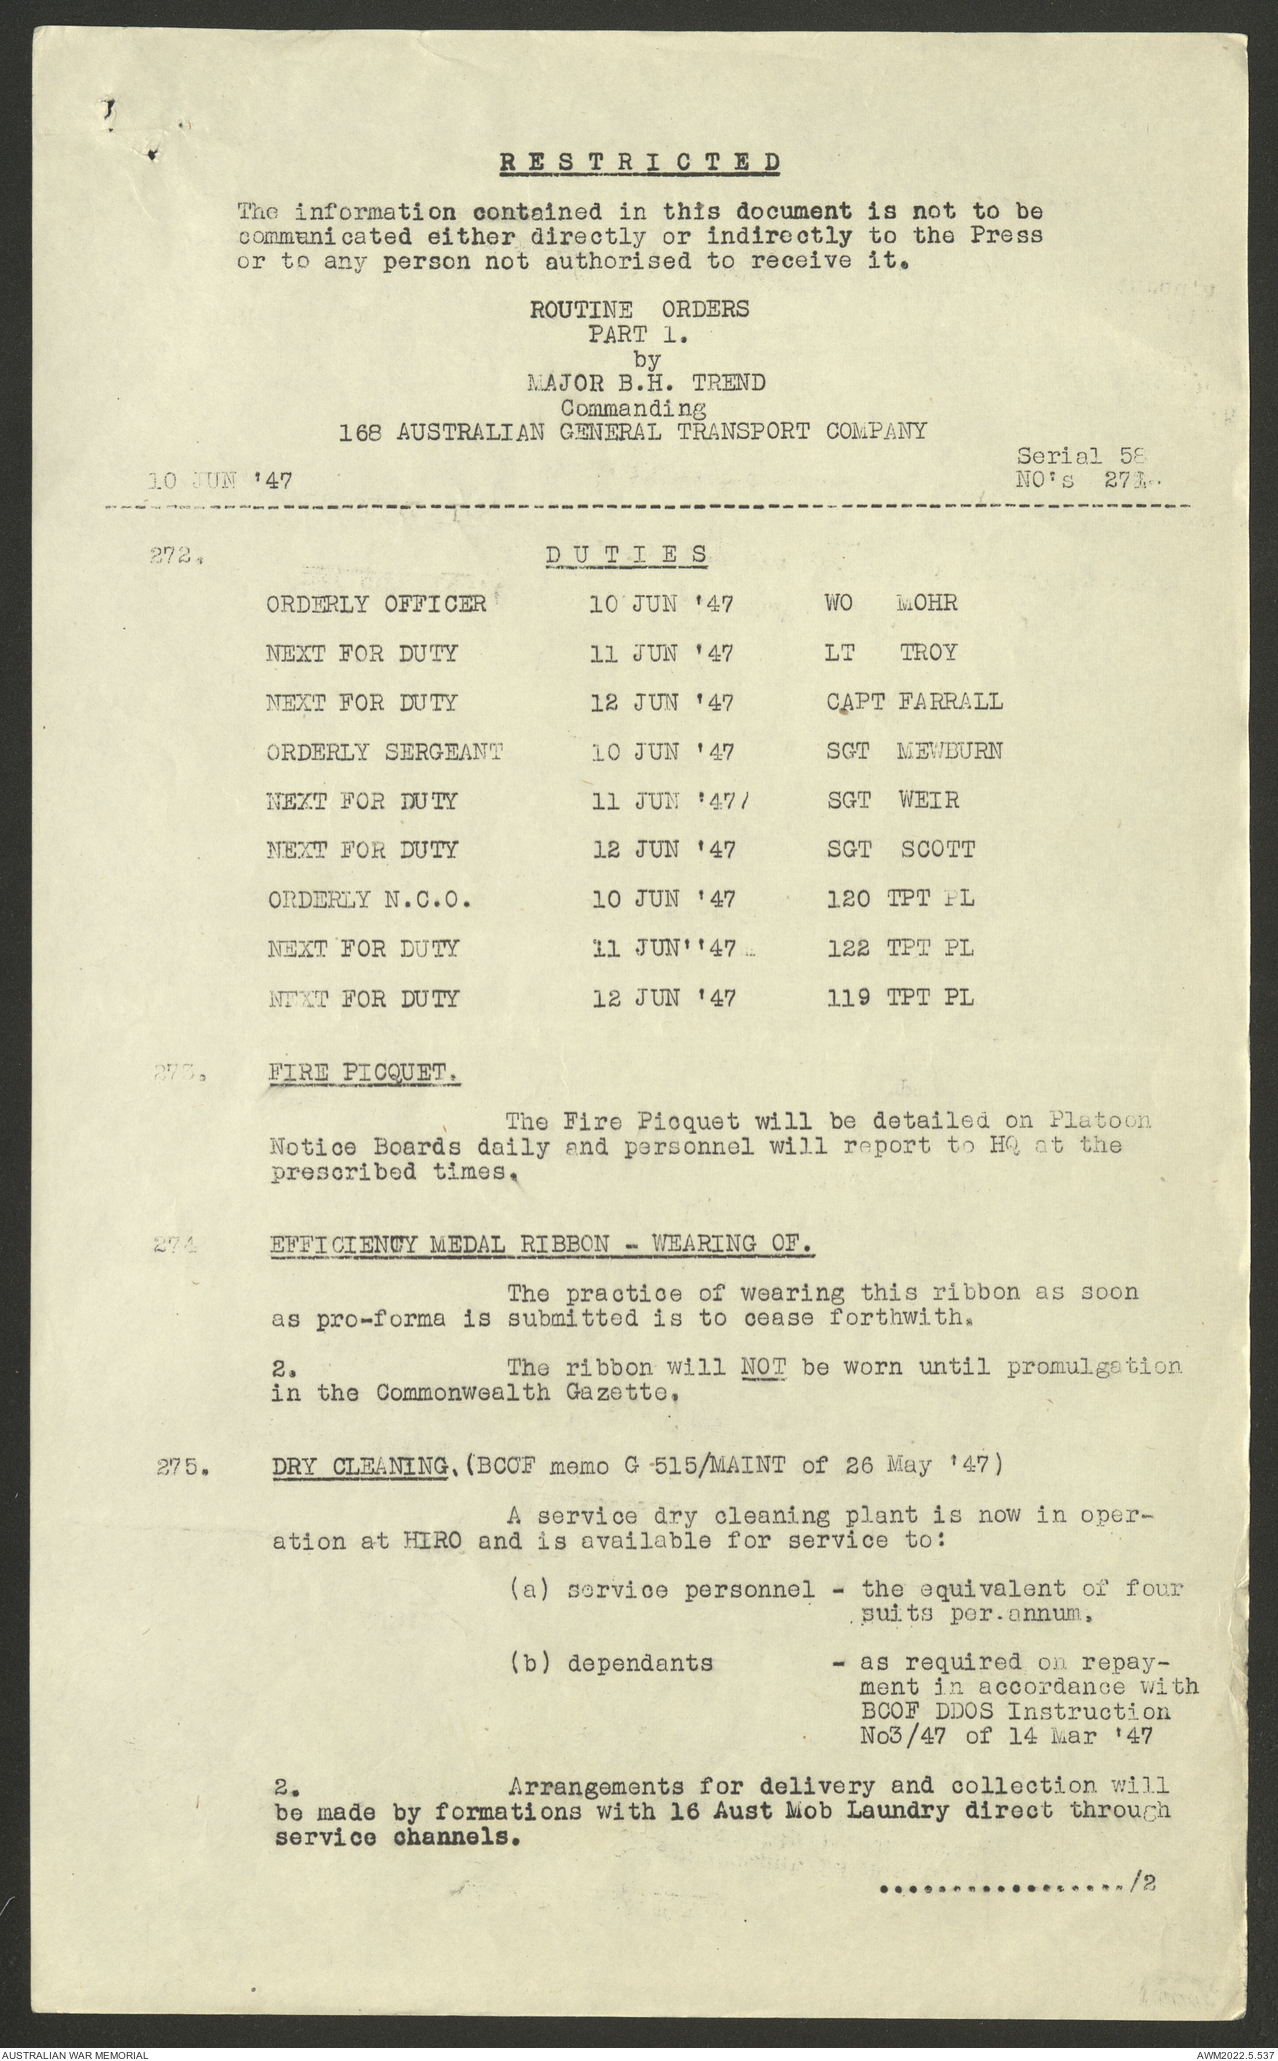 RESTRICTED
The information contained in this document is not to be
communicated either directly or indirectly to the Press
or to any person not authorised to receive it.
ROUTINE ORDERS
PART 1.
by
MAJOR B.H. TREND
Commanding
168 AUSTRALIAN GENERAL TRANSPORT COMPANY
Serial 58
10 JUN '47 NO's 271
272. DUTIES
ORDERLY OFFICER 10 JUN '47 WO MOHR
NEXT FOR DUTY 11 JUN '47 LT TROY
NEXT FOR DUTY 12 JUN '47 CAPT FARRALL
ORDERLY SERGEANT 10 JUN '47 SGT MEWBURN
NEXT FOR DUTY 11 JUN '47/ SGT WEIR
NEXT FOR DUTY 12 JUN '47 SGT SCOTT
ORDERLY N.C.O. 10 JUN '47 120 TPT PL
NEXT FOR DUTY 11 JUN''47 122 TPT PL
NEXT FOR DUTY 12 JUN '47 119 TPT PL
273. FIRE PICQUET.
The Fire Picquet will be detailed on Platoon
Notice Boards daily and personnel will report to HQ at the
prescribed times.
274 EFFICIENCY MEDAL RIBBON - WEARING OF.
The practice of wearing this ribbon as soon
as pro-forma is submitted is to cease forthwith.
2. The ribbon will NOT be worn until promulgation
in the Commonwealth Gazette.
275. DRY CLEANING. (BCOF memo G 515/MAINT of 26 May '47)
A service dry cleaning plant is now in oper-
ation at HIRO and is available for service to:
(a) service personnel - the equivalent of four
suits per.annum.
(b) dependants - as required on repay-
ment in accordance with
BCOF DDOS Instruction
No3/47 of 14 Mar '47
2. Arrangements for delivery and collection will
be made by formations with 16 Aust Mob Laundry direct through
service channels.
................./2
AUSTRALIAN WAR MEMORIAL AWM2022.5.537